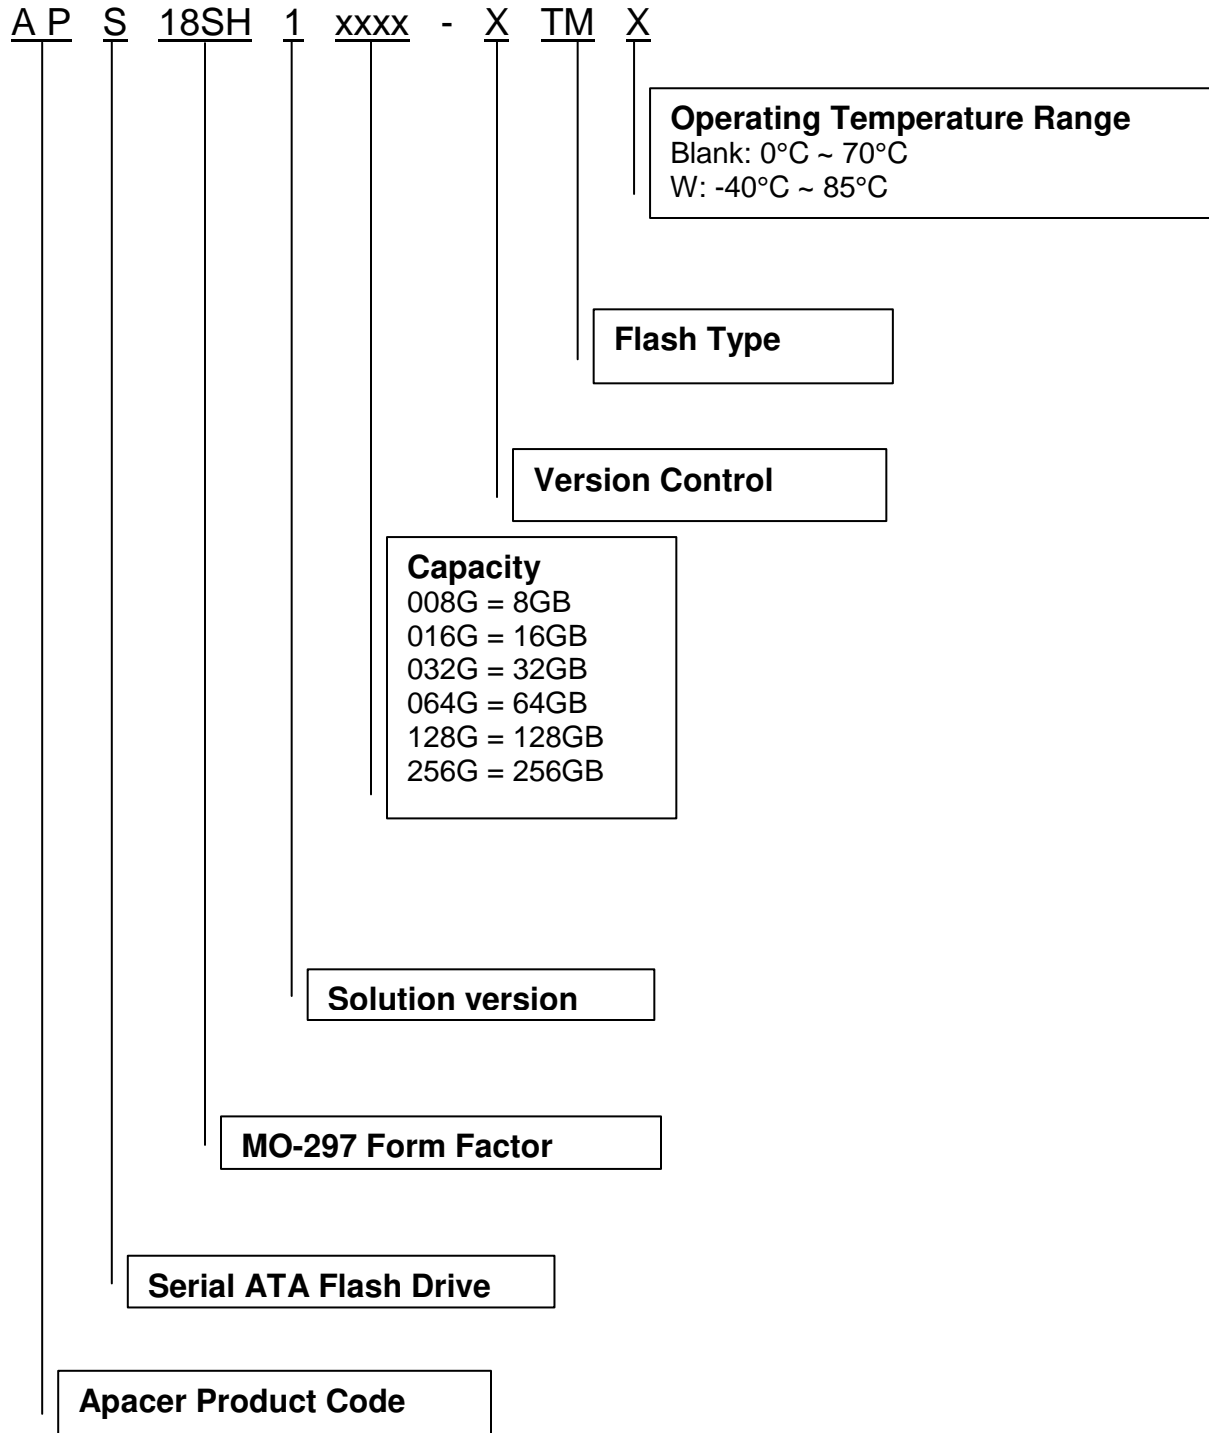 AP S 18SH 1 xxxx - X TM X
Operating Temperature Range
Blank: 0°C ~ 70°C
W: -40°C ~ 85°C
Flash Type
Version Control
Capacity
008G = 8GB
016G = 16GB
032G = 32GB
064G = 64GB
128G = 128GB
256G = 256GB
Solution version
MO-297 Form Factor
Serial ATA Flash Drive
Apacer Product Code